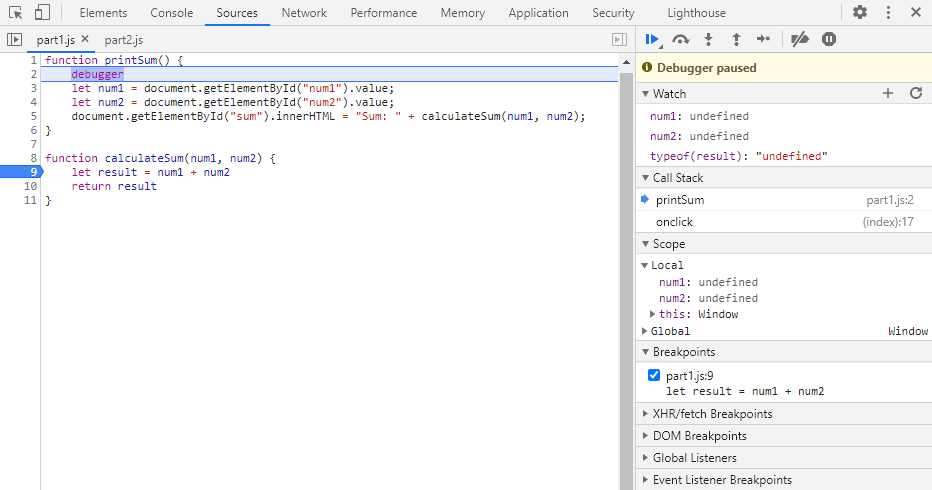 Elements Console Sources Network Performance Memory Application Security Lighthouse
part1.js × part2.js
1 function printSum() {
2 debugger
3 let num1 = document.getElementById("num1").value;
4 let num2 = document.getElementById("num2").value;
5 document.getElementById("sum").innerHTML = "Sum: " + calculateSum(num1, num2);
6 }
7
8 function calculateSum(num1, num2) {
9 let result = num1 + num2
10 return result
11 }
Debugger paused
Watch
num1: undefined
num2: undefined
typeof(result): "undefined"
Call Stack
printSum part1.js:2
onclick (index):17
Scope
Local
num1: undefined
num2: undefined
this: Window
Global Window
Breakpoints
part1.js:9
let result = num1 + num2
XHR/fetch Breakpoints
DOM Breakpoints
Global Listeners
Event Listener Breakpoints